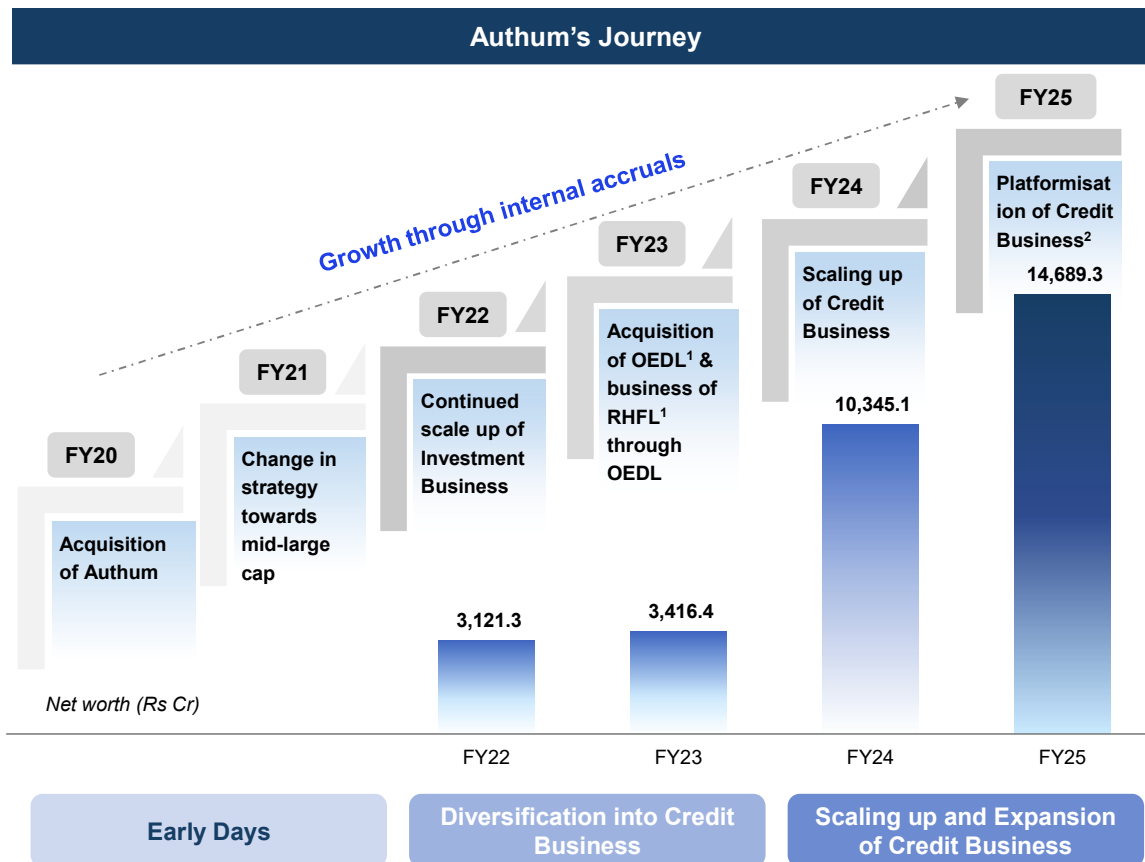 Authum’s Journey
Growth through internal accruals
FY20
Acquisition
of Authum
FY21
Change in
strategy
towards
mid-large
cap
FY22
Continued
scale up of
Investment
Business
FY23
Acquisition
of OEDL¹ &
business of
RHFL¹
through
OEDL
FY24
Scaling up
of Credit
Business
FY25
Platformisat
ion of Credit
Business²
Net worth (Rs Cr)
3,121.3
3,416.4
10,345.1
14,689.3
FY22
FY23
FY24
FY25
Early Days
Diversification into Credit
Business
Scaling up and Expansion
of Credit Business